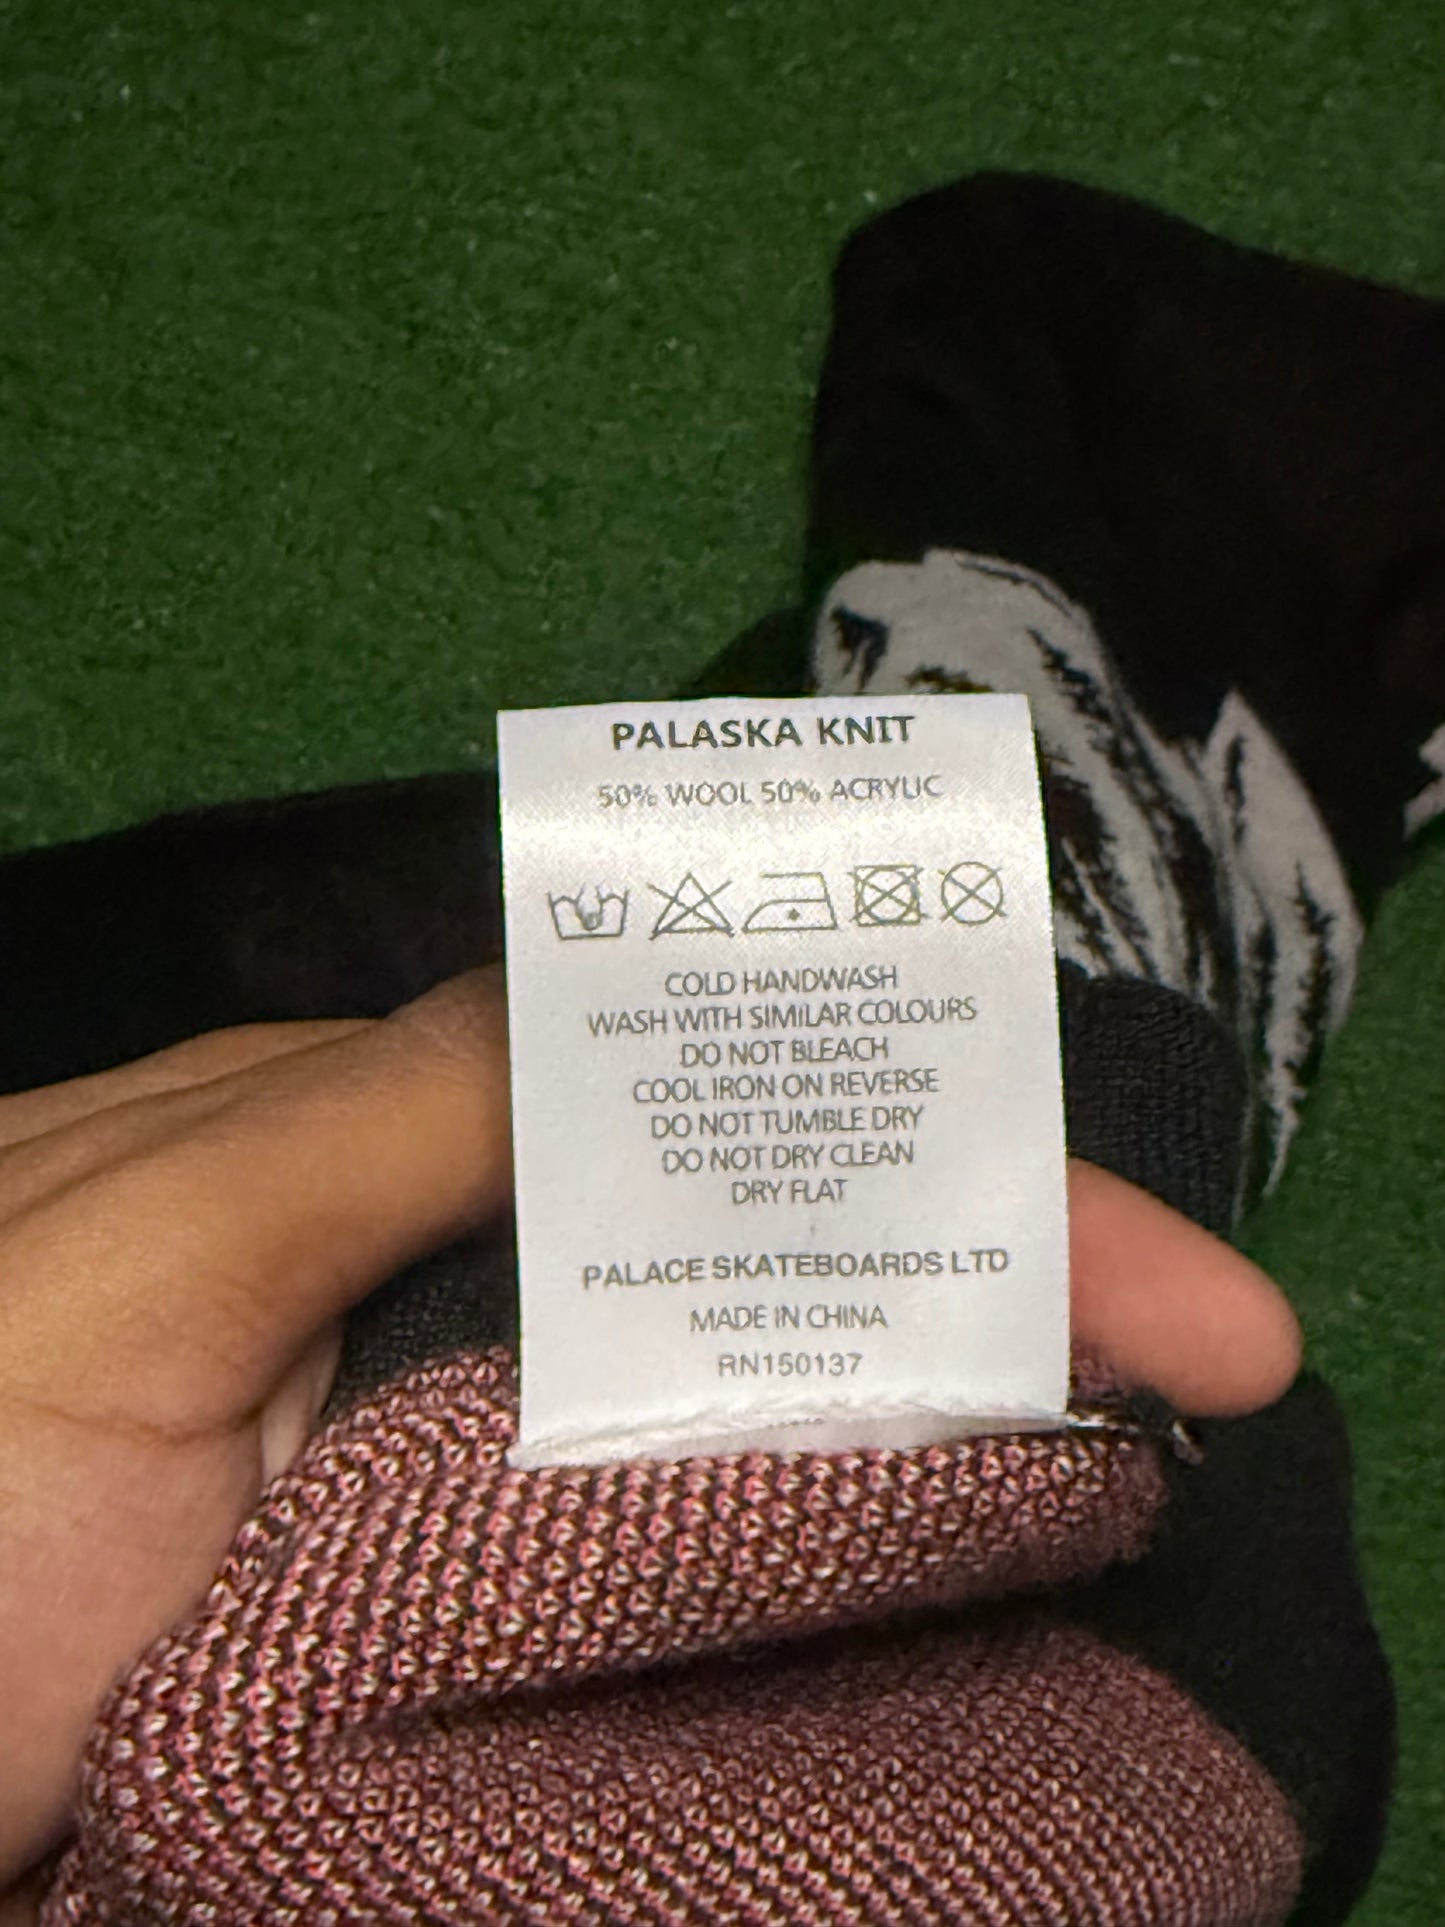 PALASKA KNIT
50% WOOL 50% ACRYLIC
COLD HANDWASH
WASH WITH SIMILAR COLOURS
DO NOT BLEACH
COOL IRON ON REVERSE
DO NOT TUMBLE DRY
DO NOT DRY CLEAN
DRY FLAT
PALACE SKATEBOARDS LTD
MADE IN CHINA
RN150137